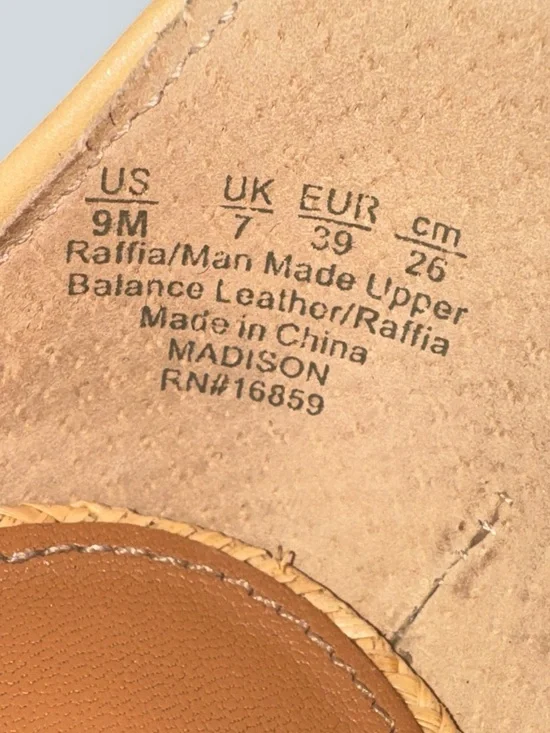 US UK EUR cm
9M 7 39 26
Raffia/Man Made Upper
Balance Leather/Raffia
Made in China
MADISON
RN#16859